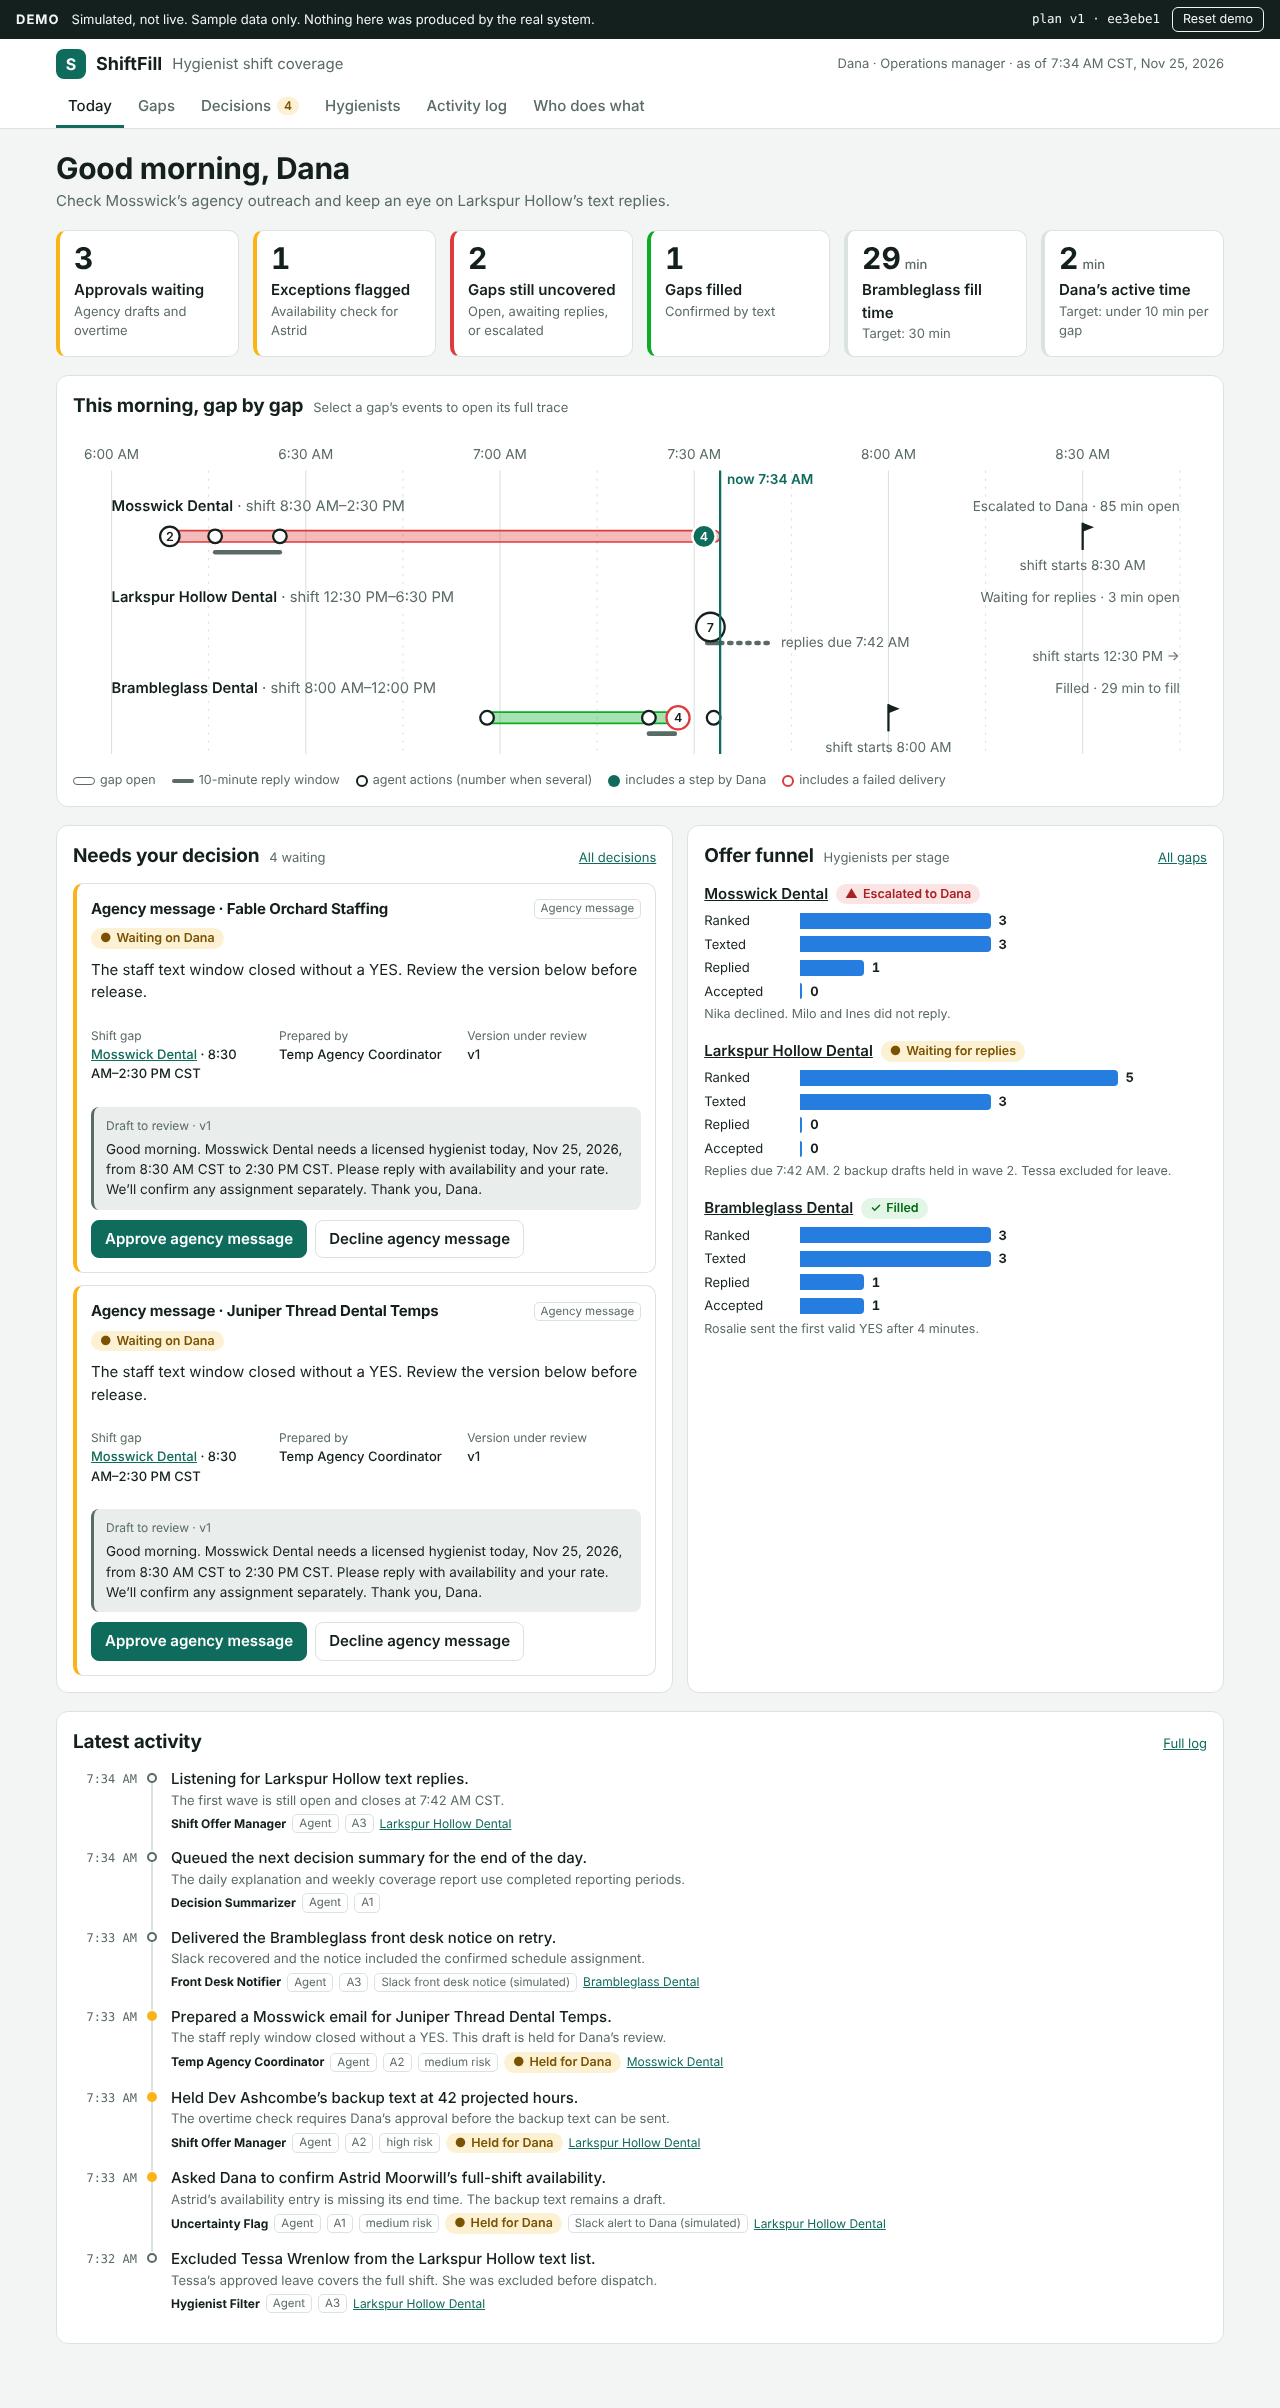 DEMO Simulated, not live. Sample data only. Nothing here was produced by the real system. plan v1 · ee3ebe1 Reset demo
S ShiftFill Hygienist shift coverage Dana · Operations manager · as of 7:34 AM CST, Nov 25, 2026
Today Gaps Decisions 4 Hygienists Activity log Who does what
Good morning, Dana
Check Mosswick’s agency outreach and keep an eye on Larkspur Hollow’s text replies.
3
Approvals waiting
Agency drafts and
overtime
1
Exceptions flagged
Availability check for
Astrid
2
Gaps still uncovered
Open, awaiting replies,
or escalated
1
Gaps filled
Confirmed by text
29 min
Brambleglass fill
time
Target: 30 min
2 min
Dana’s active time
Target: under 10 min per
gap
This morning, gap by gap Select a gap’s events to open its full trace
6:00 AM 6:30 AM 7:00 AM 7:30 AM 8:00 AM 8:30 AM
now 7:34 AM
Mosswick Dental · shift 8:30 AM–2:30 PM Escalated to Dana · 85 min open
2 4
shift starts 8:30 AM
Larkspur Hollow Dental · shift 12:30 PM–6:30 PM Waiting for replies · 3 min open
7
replies due 7:42 AM
shift starts 12:30 PM →
Brambleglass Dental · shift 8:00 AM–12:00 PM Filled · 29 min to fill
4
shift starts 8:00 AM
gap open 10-minute reply window agent actions (number when several) includes a step by Dana includes a failed delivery
Needs your decision 4 waiting All decisions
Agency message · Fable Orchard Staffing Agency message
Waiting on Dana
The staff text window closed without a YES. Review the version below before
release.
Shift gap Prepared by Version under review
Mosswick Dental · 8:30 Temp Agency Coordinator v1
AM–2:30 PM CST
Draft to review · v1
Good morning. Mosswick Dental needs a licensed hygienist today, Nov 25, 2026,
from 8:30 AM CST to 2:30 PM CST. Please reply with availability and your rate.
We’ll confirm any assignment separately. Thank you, Dana.
Approve agency message Decline agency message
Agency message · Juniper Thread Dental Temps Agency message
Waiting on Dana
The staff text window closed without a YES. Review the version below before
release.
Shift gap Prepared by Version under review
Mosswick Dental · 8:30 Temp Agency Coordinator v1
AM–2:30 PM CST
Draft to review · v1
Good morning. Mosswick Dental needs a licensed hygienist today, Nov 25, 2026,
from 8:30 AM CST to 2:30 PM CST. Please reply with availability and your rate.
We’ll confirm any assignment separately. Thank you, Dana.
Approve agency message Decline agency message
Offer funnel Hygienists per stage All gaps
Mosswick Dental Escalated to Dana
Ranked 3
Texted 3
Replied 1
Accepted 0
Nika declined. Milo and Ines did not reply.
Larkspur Hollow Dental Waiting for replies
Ranked 5
Texted 3
Replied 0
Accepted 0
Replies due 7:42 AM. 2 backup drafts held in wave 2. Tessa excluded for leave.
Brambleglass Dental ✓ Filled
Ranked 3
Texted 3
Replied 1
Accepted 1
Rosalie sent the first valid YES after 4 minutes.
Latest activity Full log
7:34 AM Listening for Larkspur Hollow text replies.
The first wave is still open and closes at 7:42 AM CST.
Shift Offer Manager Agent A3 Larkspur Hollow Dental
7:34 AM Queued the next decision summary for the end of the day.
The daily explanation and weekly coverage report use completed reporting periods.
Decision Summarizer Agent A1
7:33 AM Delivered the Brambleglass front desk notice on retry.
Slack recovered and the notice included the confirmed schedule assignment.
Front Desk Notifier Agent A3 Slack front desk notice (simulated) Brambleglass Dental
7:33 AM Prepared a Mosswick email for Juniper Thread Dental Temps.
The staff reply window closed without a YES. This draft is held for Dana’s review.
Temp Agency Coordinator Agent A2 medium risk Held for Dana Mosswick Dental
7:33 AM Held Dev Ashcombe’s backup text at 42 projected hours.
The overtime check requires Dana’s approval before the backup text can be sent.
Shift Offer Manager Agent A2 high risk Held for Dana Larkspur Hollow Dental
7:33 AM Asked Dana to confirm Astrid Moorwill’s full-shift availability.
Astrid’s availability entry is missing its end time. The backup text remains a draft.
Uncertainty Flag Agent A1 medium risk Held for Dana Slack alert to Dana (simulated) Larkspur Hollow Dental
7:32 AM Excluded Tessa Wrenlow from the Larkspur Hollow text list.
Tessa’s approved leave covers the full shift. She was excluded before dispatch.
Hygienist Filter Agent A3 Larkspur Hollow Dental